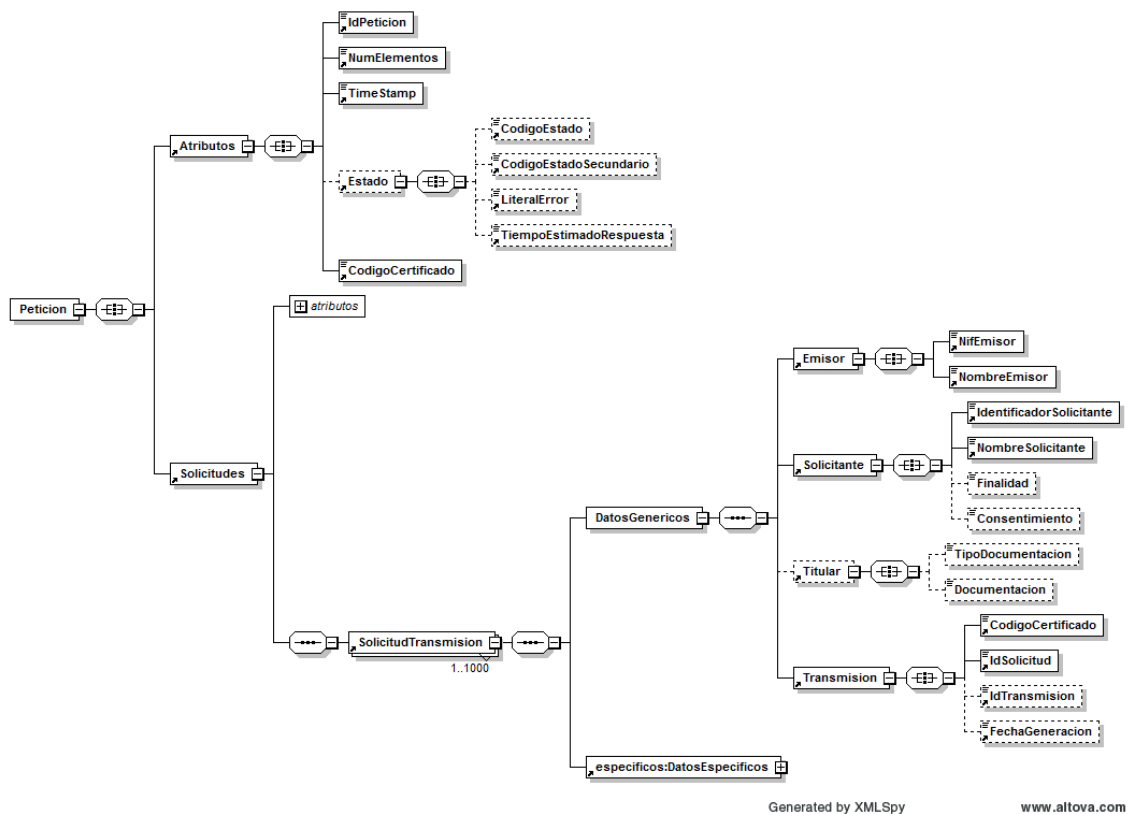 IdPeticion
NumElementos
TimeStamp
CodigoEstado
Atributos
CodigoEstadoSecundario
Estado
LiteralError
TiempoEstimadoRespuesta
CodigoCertificado
Peticion
atributos
NifEmisor
Emisor
NombreEmisor
IdentificadorSolicitante
NombreSolicitante
Solicitante
Solicitudes
Finalidad
DatosGenericos
Consentimiento
TipoDocumentacion
Titular
Documentacion
CodigoCertificado
SolicitudTransmision
1..1000
IdSolicitud
Transmision
IdTransmision
FechaGeneracion
especificos:DatosEspecificos
Generated by XMLSpy
www.altova.com